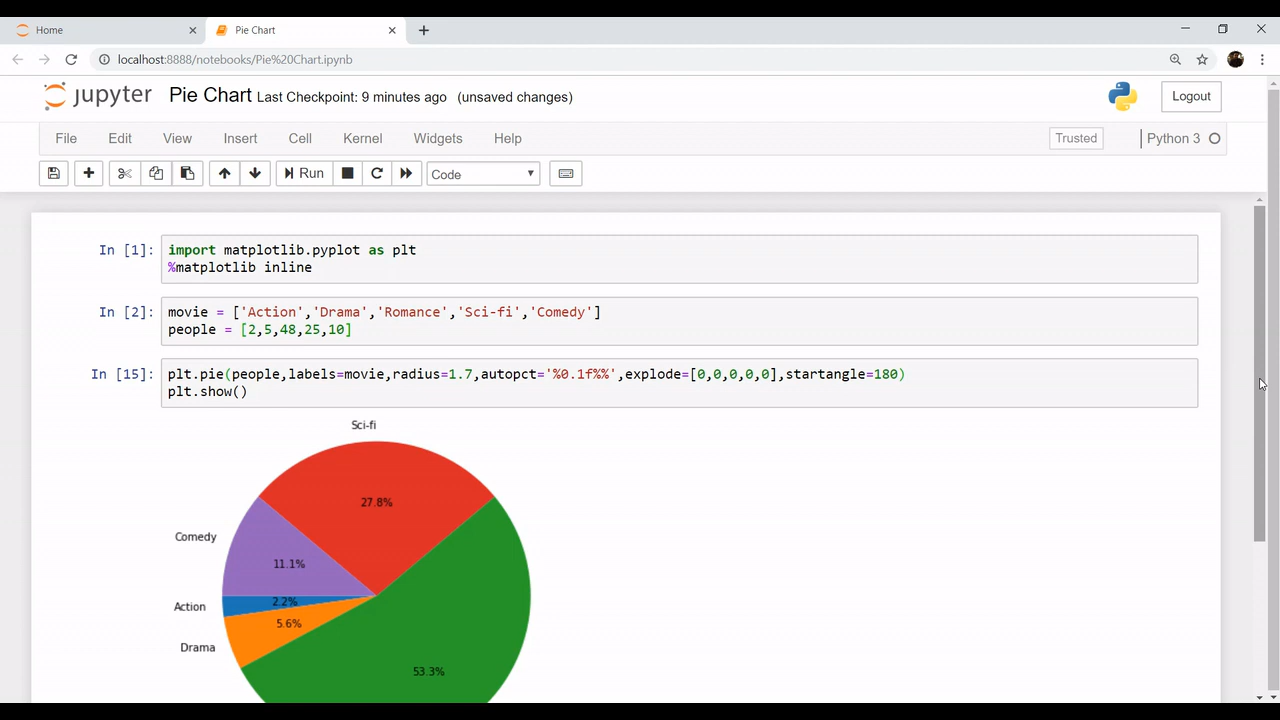 Home
Pie Chart
localhost:8888/notebooks/Pie%20Chart.ipynb
jupyter Pie Chart Last Checkpoint: 9 minutes ago (unsaved changes)
Logout
File Edit View Insert Cell Kernel Widgets Help
Trusted
Python 3
Run
Code
In [1]: import matplotlib.pyplot as plt
%matplotlib inline
In [2]: movie = ['Action','Drama','Romance','Sci-fi','Comedy']
people = [2,5,48,25,10]
In [15]: plt.pie(people,labels=movie,radius=1.7,autopct='%0.1f%%',explode=[0,0,0,0,0],startangle=180)
plt.show()
Sci-fi
27.8%
Comedy
11.1%
Action
2.2%
5.6%
Drama
53.3%